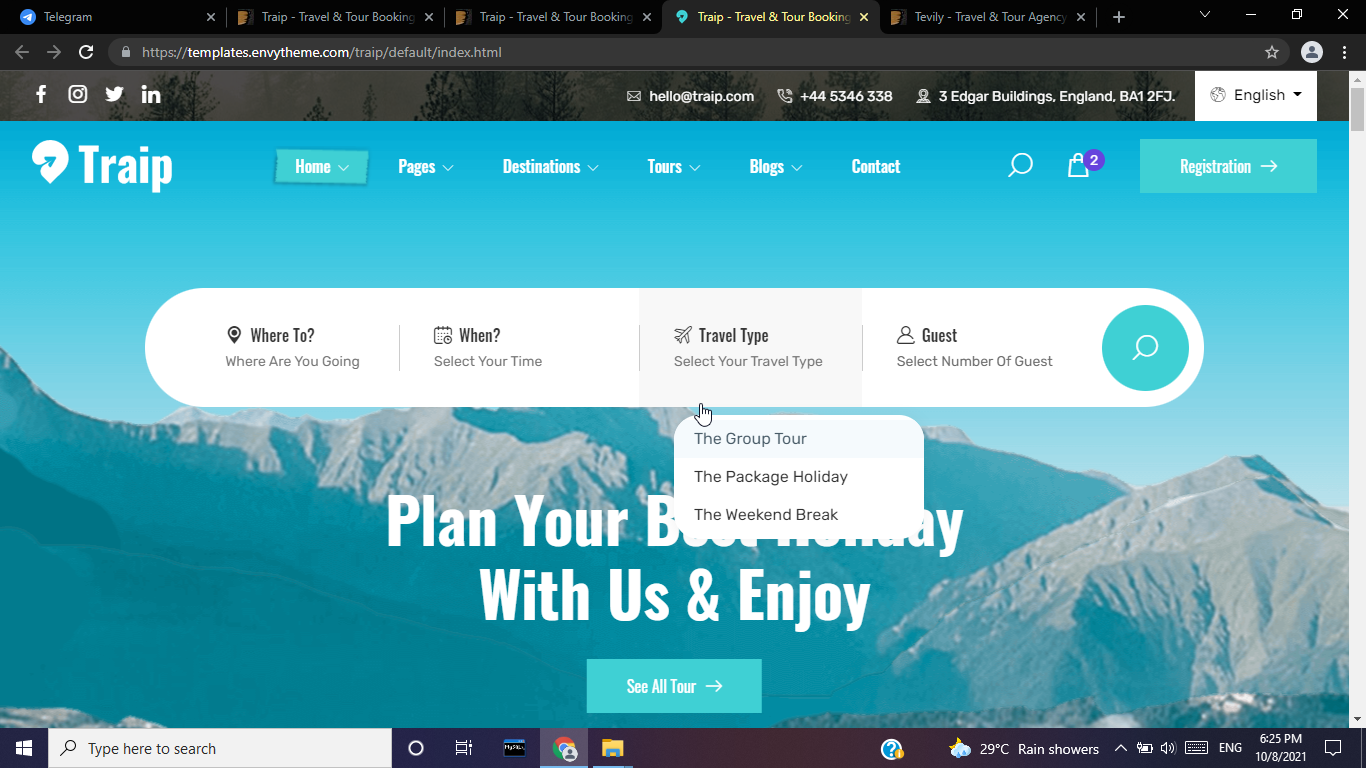 Telegram
Traip - Travel & Tour Booking
Traip - Travel & Tour Booking
Traip - Travel & Tour Booking
Tevily - Travel & Tour Agency
https://templates.envytheme.com/traip/default/index.html
hello@traip.com
+44 5346 338
3 Edgar Buildings, England, BA1 2FJ.
English
Traip
Home
Pages
Destinations
Tours
Blogs
Contact
2
Registration
Where To?
Where Are You Going
When?
Select Your Time
Travel Type
Select Your Travel Type
Guest
Select Number Of Guest
The Group Tour
The Package Holiday
The Weekend Break
Plan Your Best Holiday
With Us & Enjoy
See All Tour
Type here to search
MySQL
29°C Rain showers
ENG
6:25 PM
10/8/2021